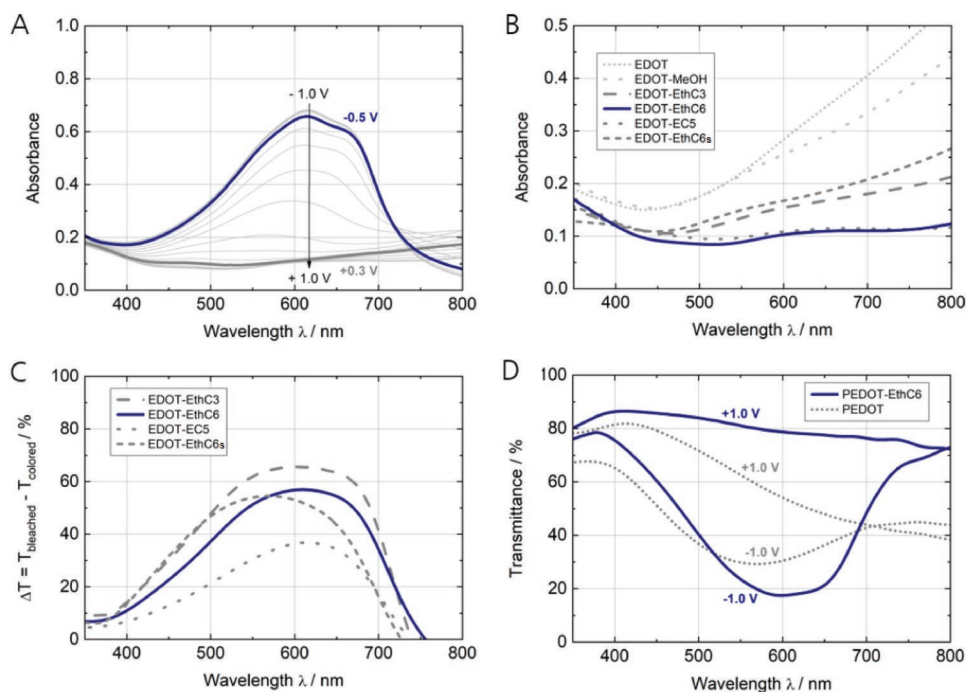 A
1.0
0.8
0.6
0.4
0.2
0.0
Absorbance
- 1.0 V
-0.5 V
+0.3 V
+ 1.0 V
400 500 600 700 800
Wavelength λ / nm
B
0.5
0.4
0.3
0.2
0.1
0.0
Absorbance
EDOT
EDOT-MeOH
EDOT-EthC3
EDOT-EthC6
EDOT-EC5
EDOT-EthC6s
400 500 600 700 800
Wavelength λ / nm
C
100
80
60
40
20
0
ΔT = Tbleached - Tcolored / %
EDOT-EthC3
EDOT-EthC6
EDOT-EC5
EDOT-EthC6s
400 500 600 700 800
Wavelength λ / nm
D
100
80
60
40
20
0
Transmittance / %
PEDOT-EthC6
PEDOT
+1.0 V
+1.0 V
-1.0 V
-1.0 V
400 500 600 700 800
Wavelength λ / nm